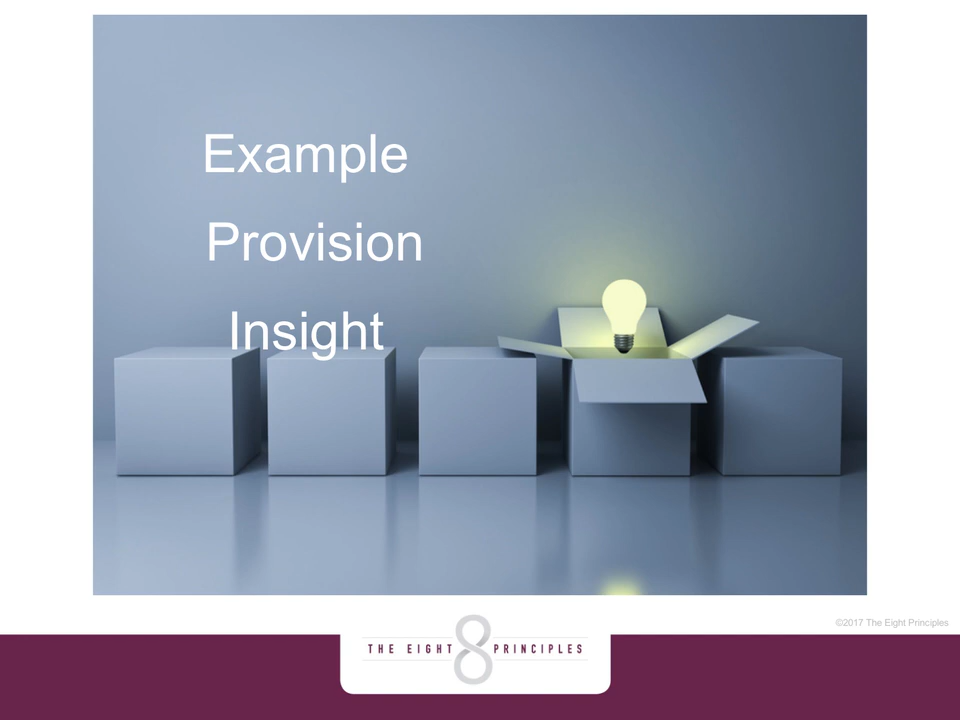 Example
Provision
Insight
©2017 The Eight Principles
THE EIGHT 8 PRINCIPLES